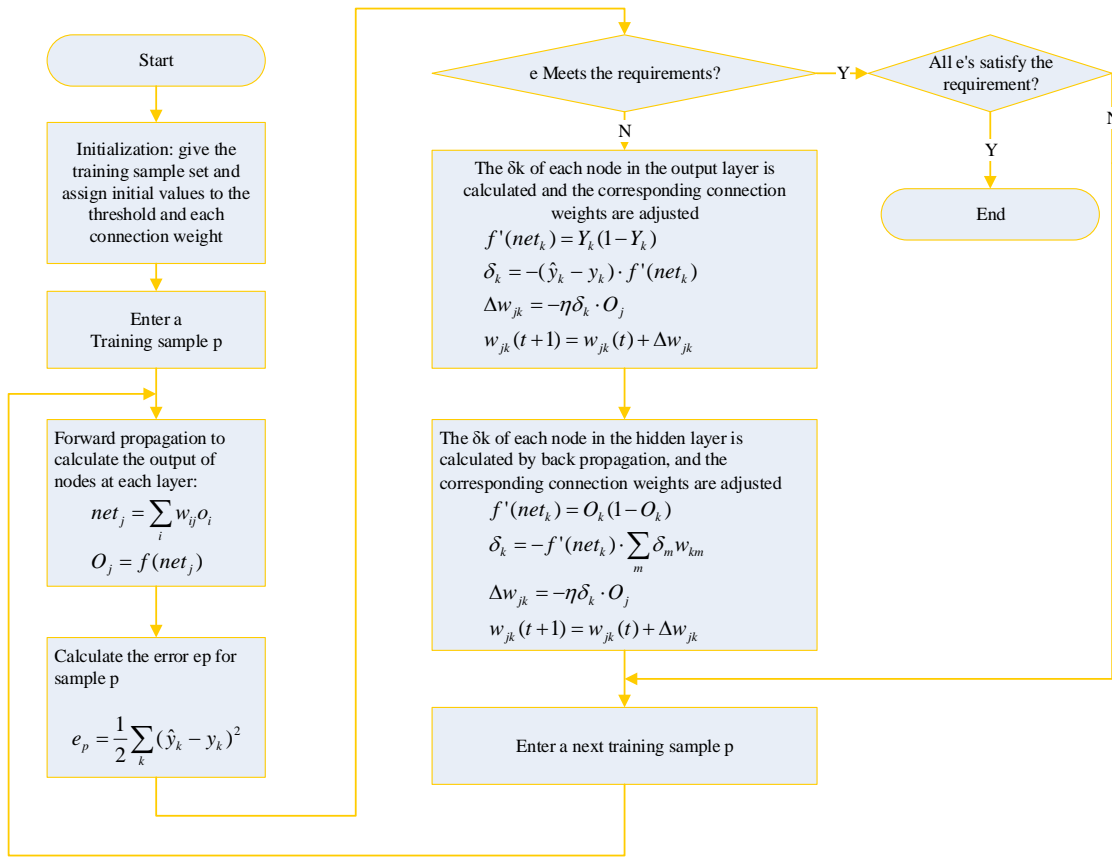 Start
Initialization: give the
training sample set and
assign initial values to the
threshold and each
connection weight
Enter a
Training sample p
Forward propagation to
calculate the output of
nodes at each layer:
net_j = ∑_i w_ij o_i
O_j = f(net_j)
Calculate the error ep for
sample p
e_p = 1/2 ∑_k (ŷ_k − y_k)^2
e Meets the requirements?
Y
N
The δk of each node in the output layer is
calculated and the corresponding connection
weights are adjusted
f'(net_k) = Y_k(1−Y_k)
δ_k = −(ŷ_k − y_k)·f'(net_k)
Δw_jk = −ηδ_k·O_j
w_jk(t+1) = w_jk(t) + Δw_jk
The δk of each node in the hidden layer is
calculated by back propagation, and the
corresponding connection weights are adjusted
f'(net_k) = O_k(1−O_k)
δ_k = −f'(net_k)·∑_m δ_m w_km
Δw_jk = −ηδ_k·O_j
w_jk(t+1) = w_jk(t) + Δw_jk
Enter a next training sample p
All e's satisfy the
requirement?
N
Y
End